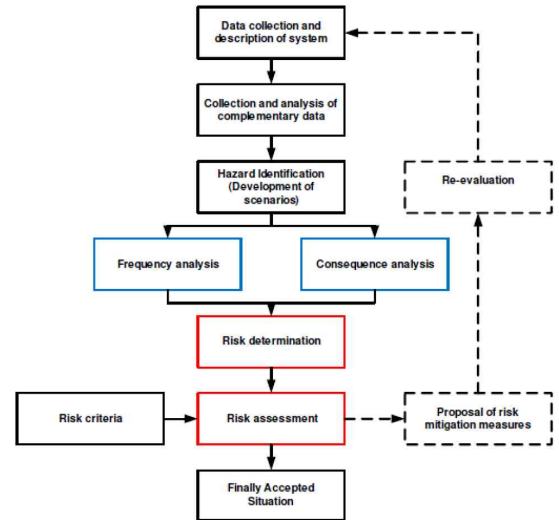 Data collection and
description of system
Collection and analysis of
complementary data
Hazard Identification
(Development of
scenarios)
Re-evaluation
Frequency analysis
Consequence analysis
Risk determination
Risk criteria
Risk assessment
Proposal of risk
mitigation measures
Finally Accepted
Situation